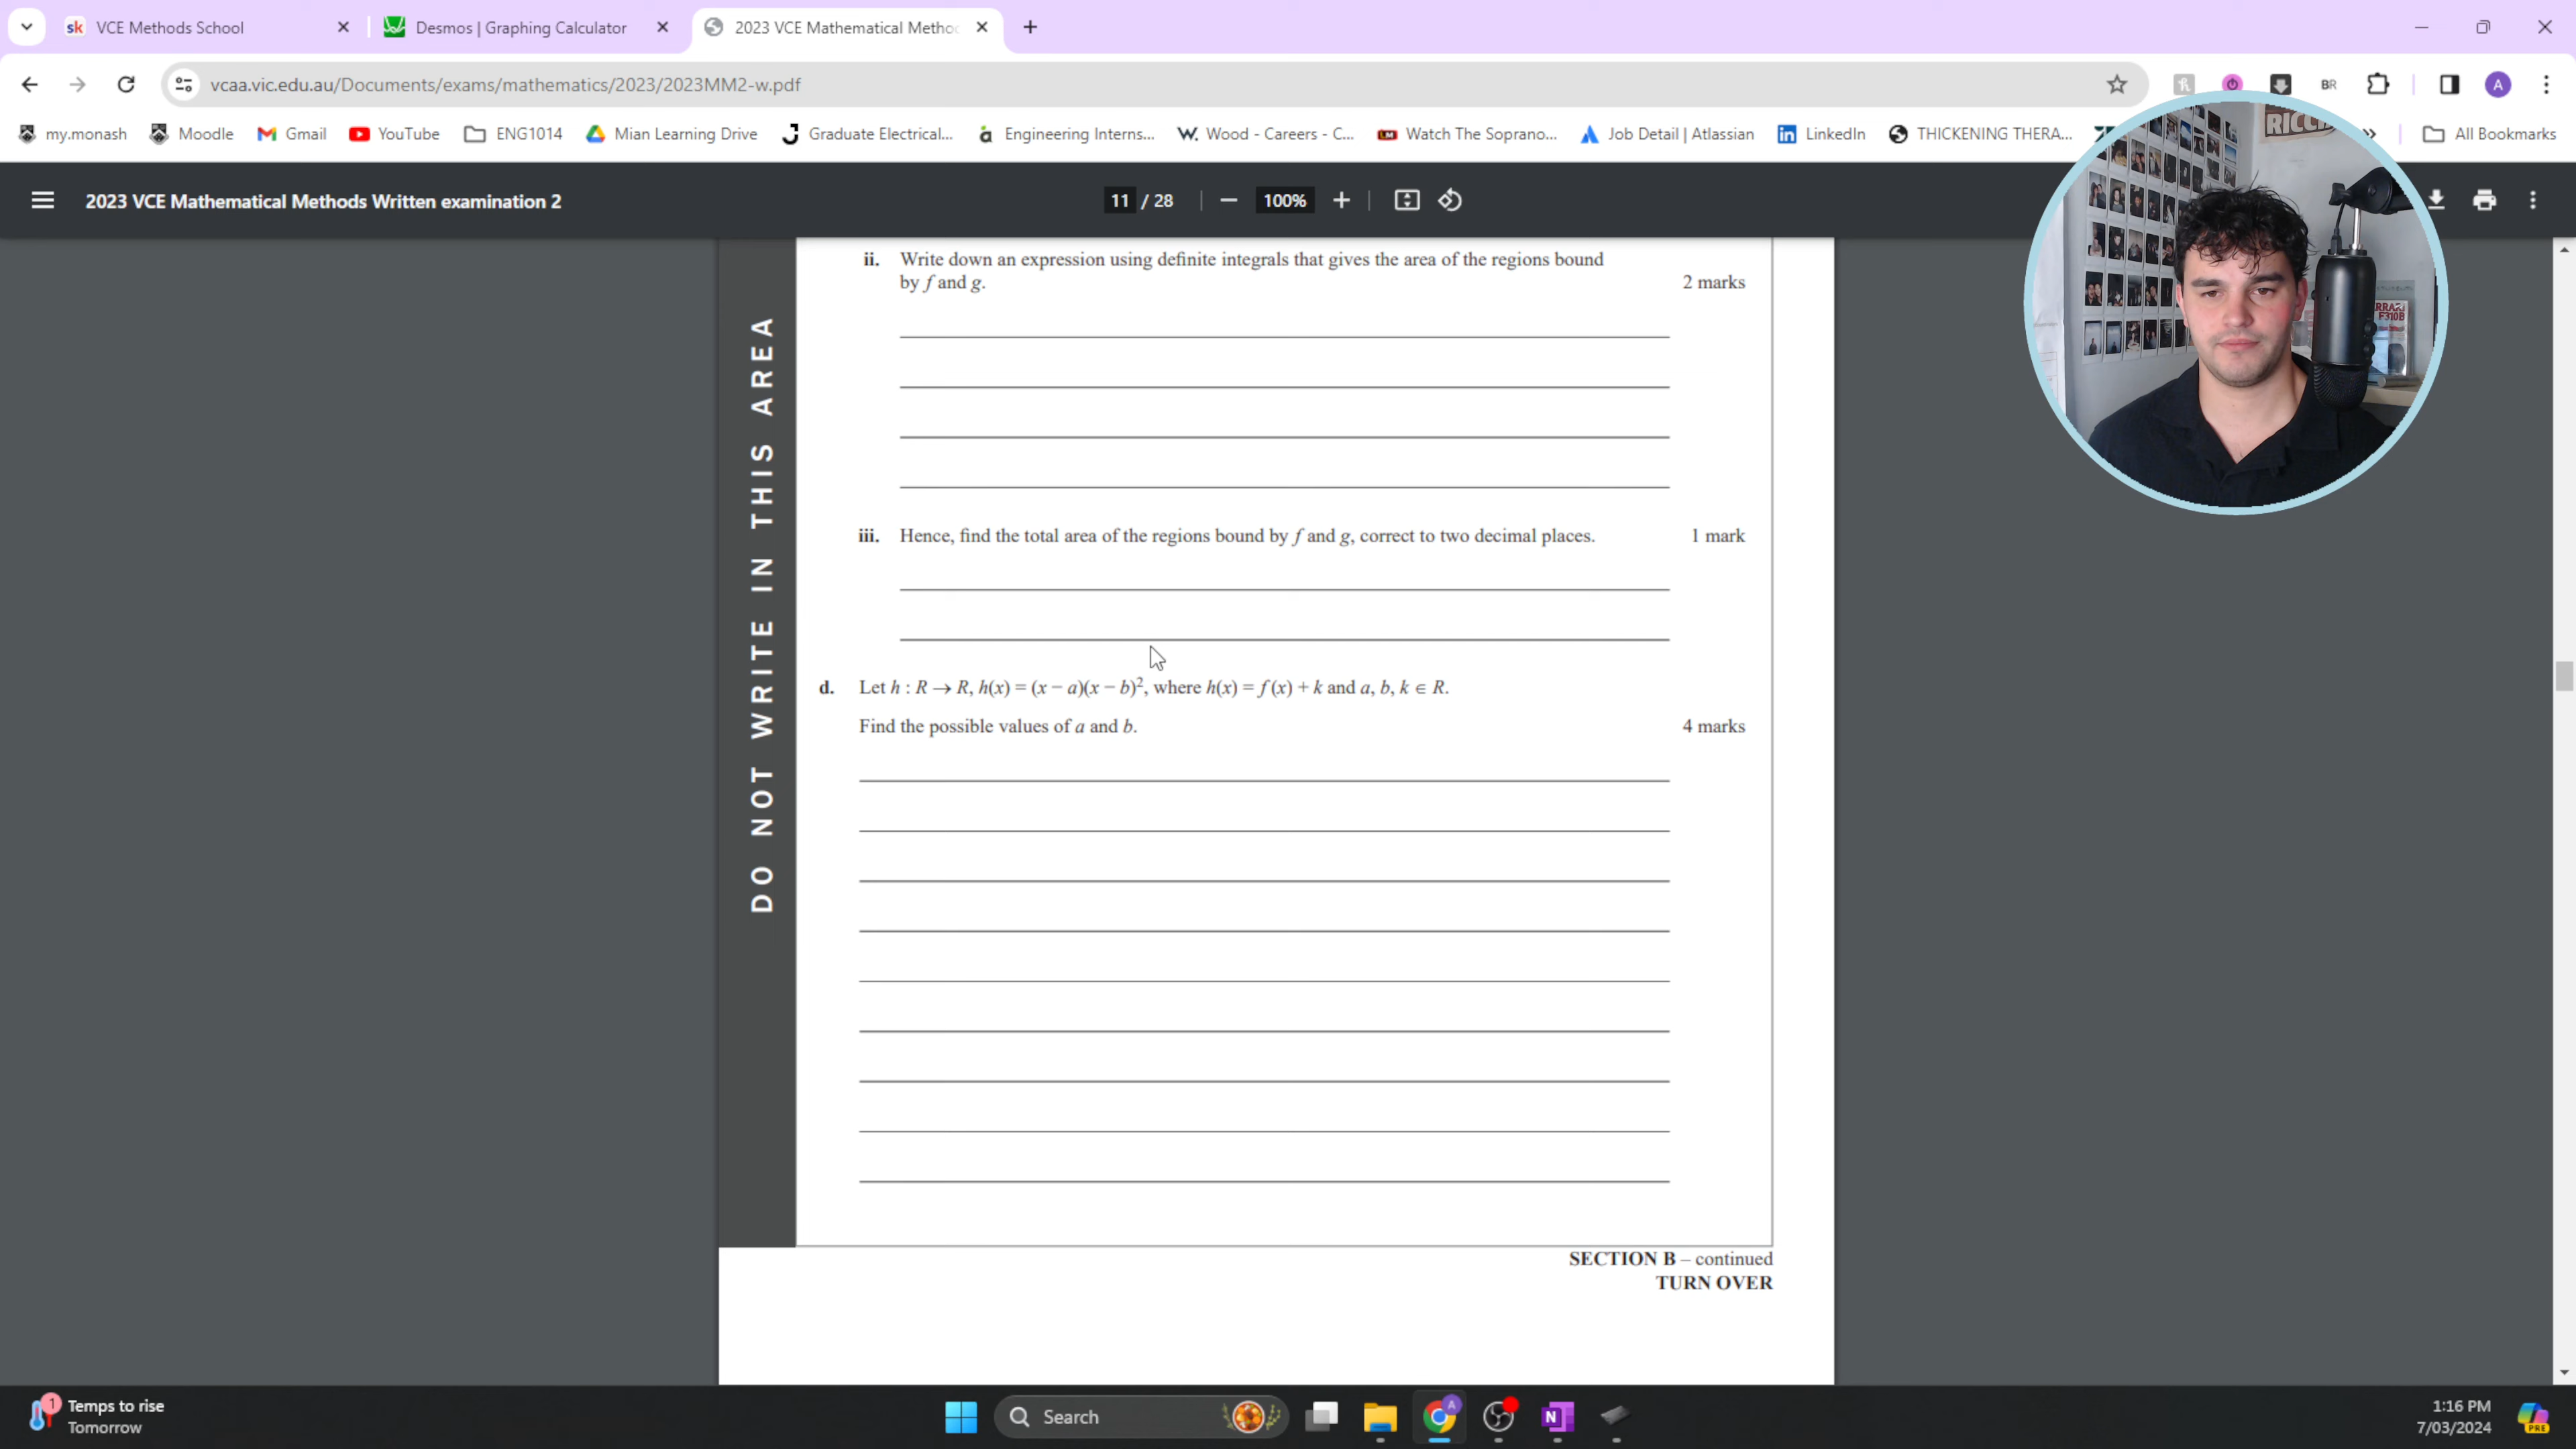 VCE Methods School
Desmos | Graphing Calculator
2023 VCE Mathematical Metho
vcaa.vic.edu.au/Documents/exams/mathematics/2023/2023MM2-w.pdf
BR
A
my.monash
Moodle
Gmail
YouTube
ENG1014
Mian Learning Drive
Graduate Electrical...
Engineering Interns...
Wood - Careers - C...
Watch The Soprano...
Job Detail | Atlassian
LinkedIn
THICKENING THERA...
All Bookmarks
2023 VCE Mathematical Methods Written examination 2
11 / 28
100%
ii. Write down an expression using definite integrals that gives the area of the regions bound
by f and g. 2 marks
iii. Hence, find the total area of the regions bound by f and g, correct to two decimal places. 1 mark
d. Let h : R → R, h(x) = (x − a)(x − b)², where h(x) = f (x) + k and a, b, k ∈ R.
Find the possible values of a and b. 4 marks
DO NOT WRITE IN THIS AREA
SECTION B – continued
TURN OVER
F310B
1
Temps to rise
Tomorrow
Search
A
N
1:16 PM
7/03/2024
PRE